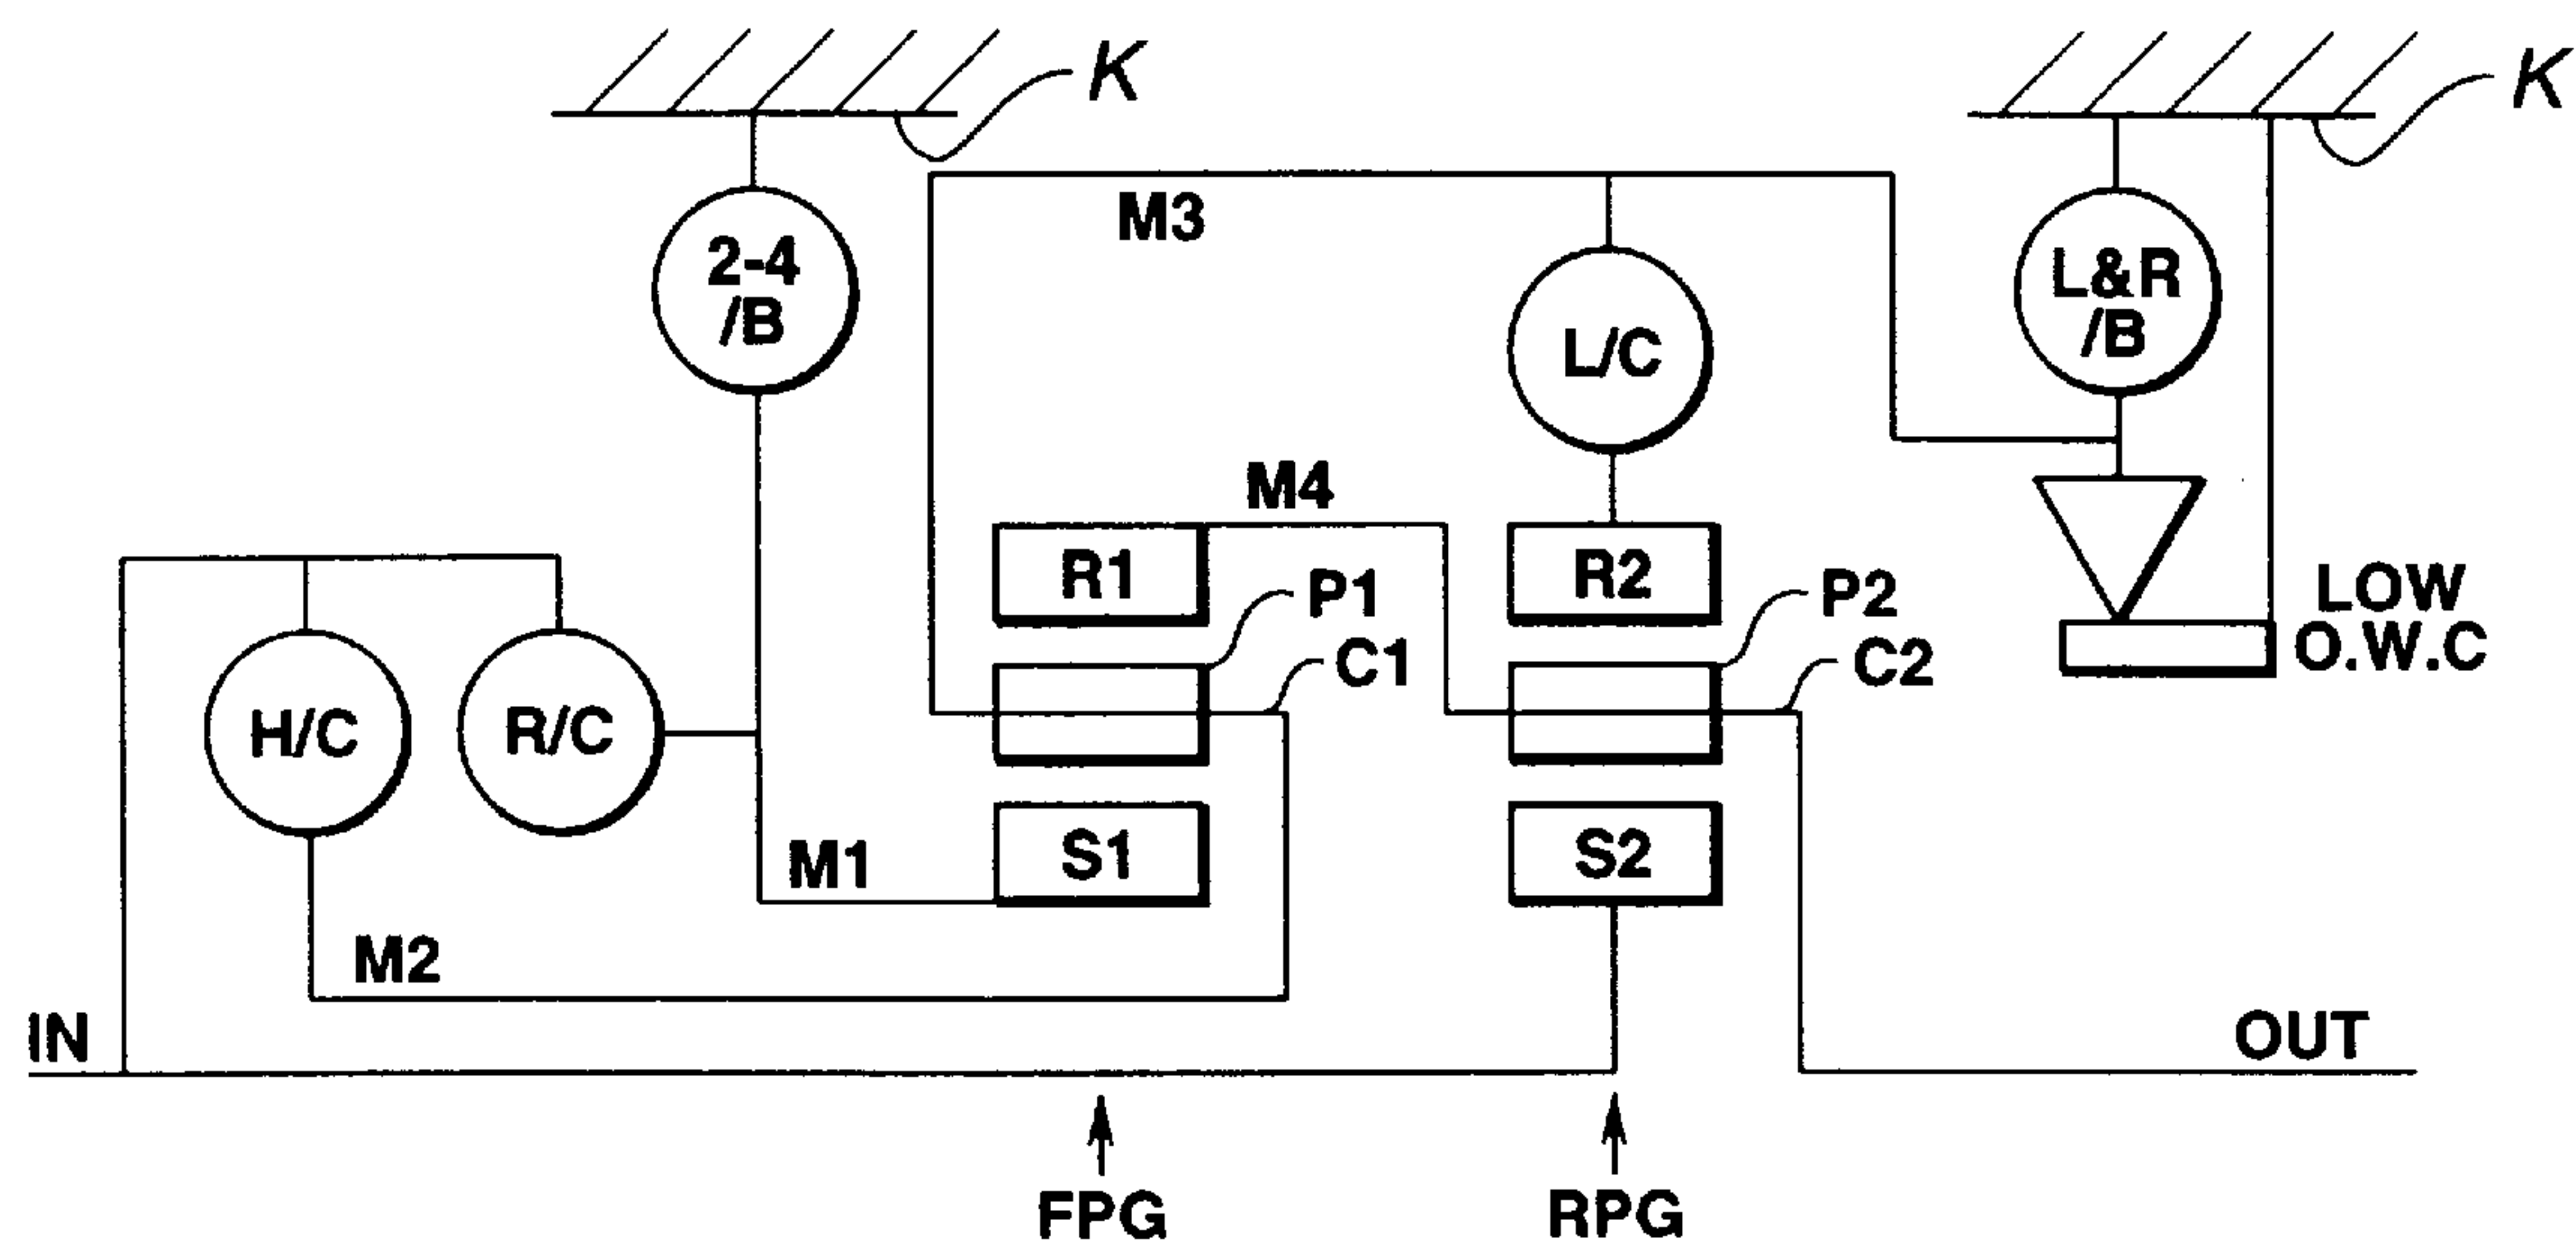 K
K
M3
2-4
/B
L&R
/B
L/C
M4
R1
P1
R2
P2
LOW
O.W.C
C1
C2
H/C
R/C
M1
S1
S2
M2
IN
OUT
FPG
RPG